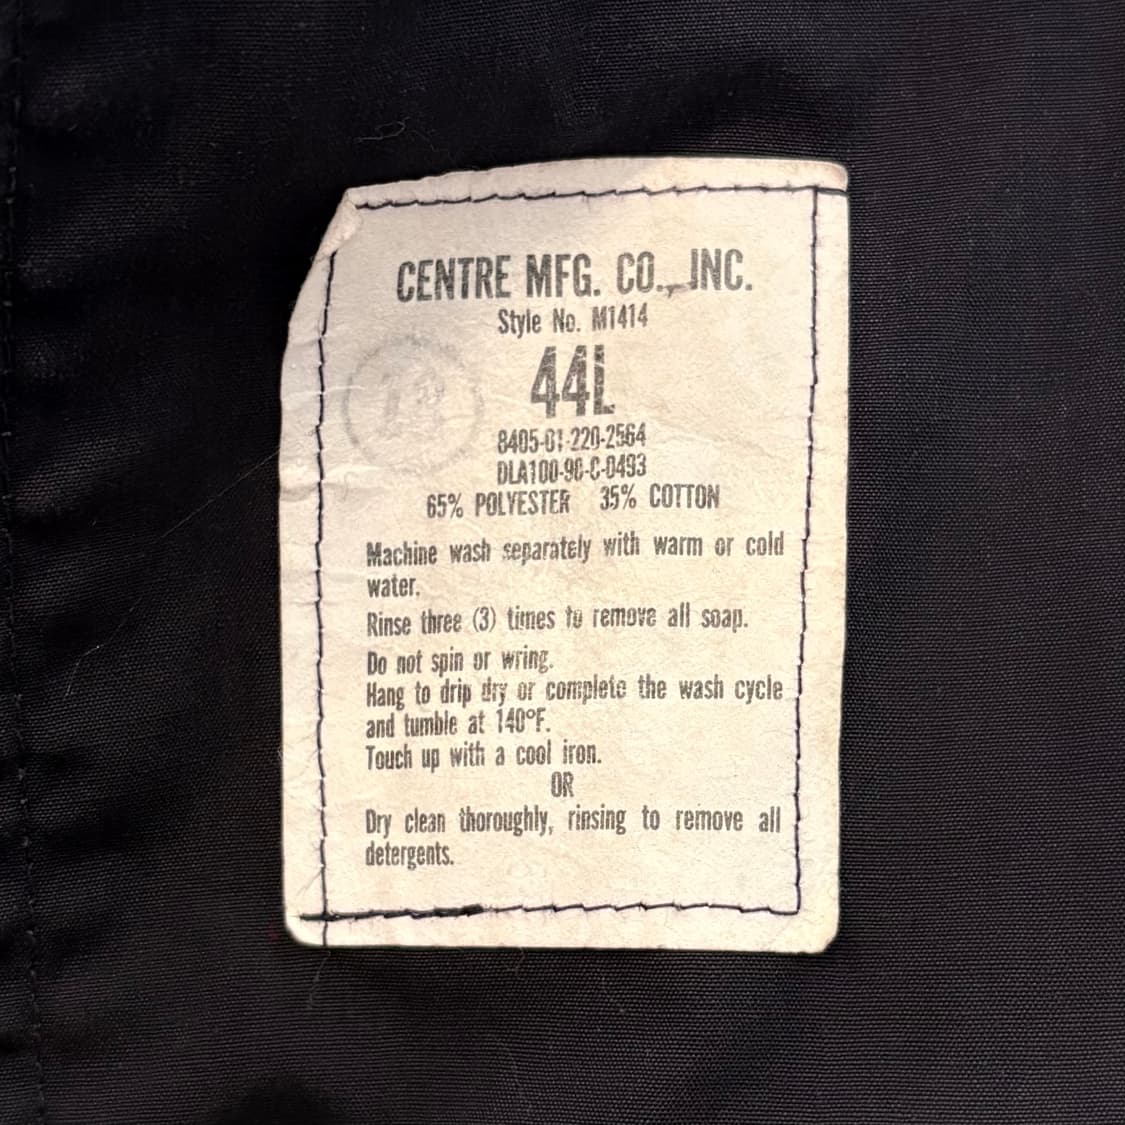 CENTRE MFG. CO., INC.
Style No. M1414
44L
8405-01-220-2564
DLA100-90-C-0493
65% POLYESTER 35% COTTON
Machine wash separately with warm or cold
water.
Rinse three (3) times to remove all soap.
Do not spin or wring.
Hang to drip dry or complete the wash cycle
and tumble at 140°F.
Touch up with a cool iron.
OR
Dry clean thoroughly, rinsing to remove all
detergents.